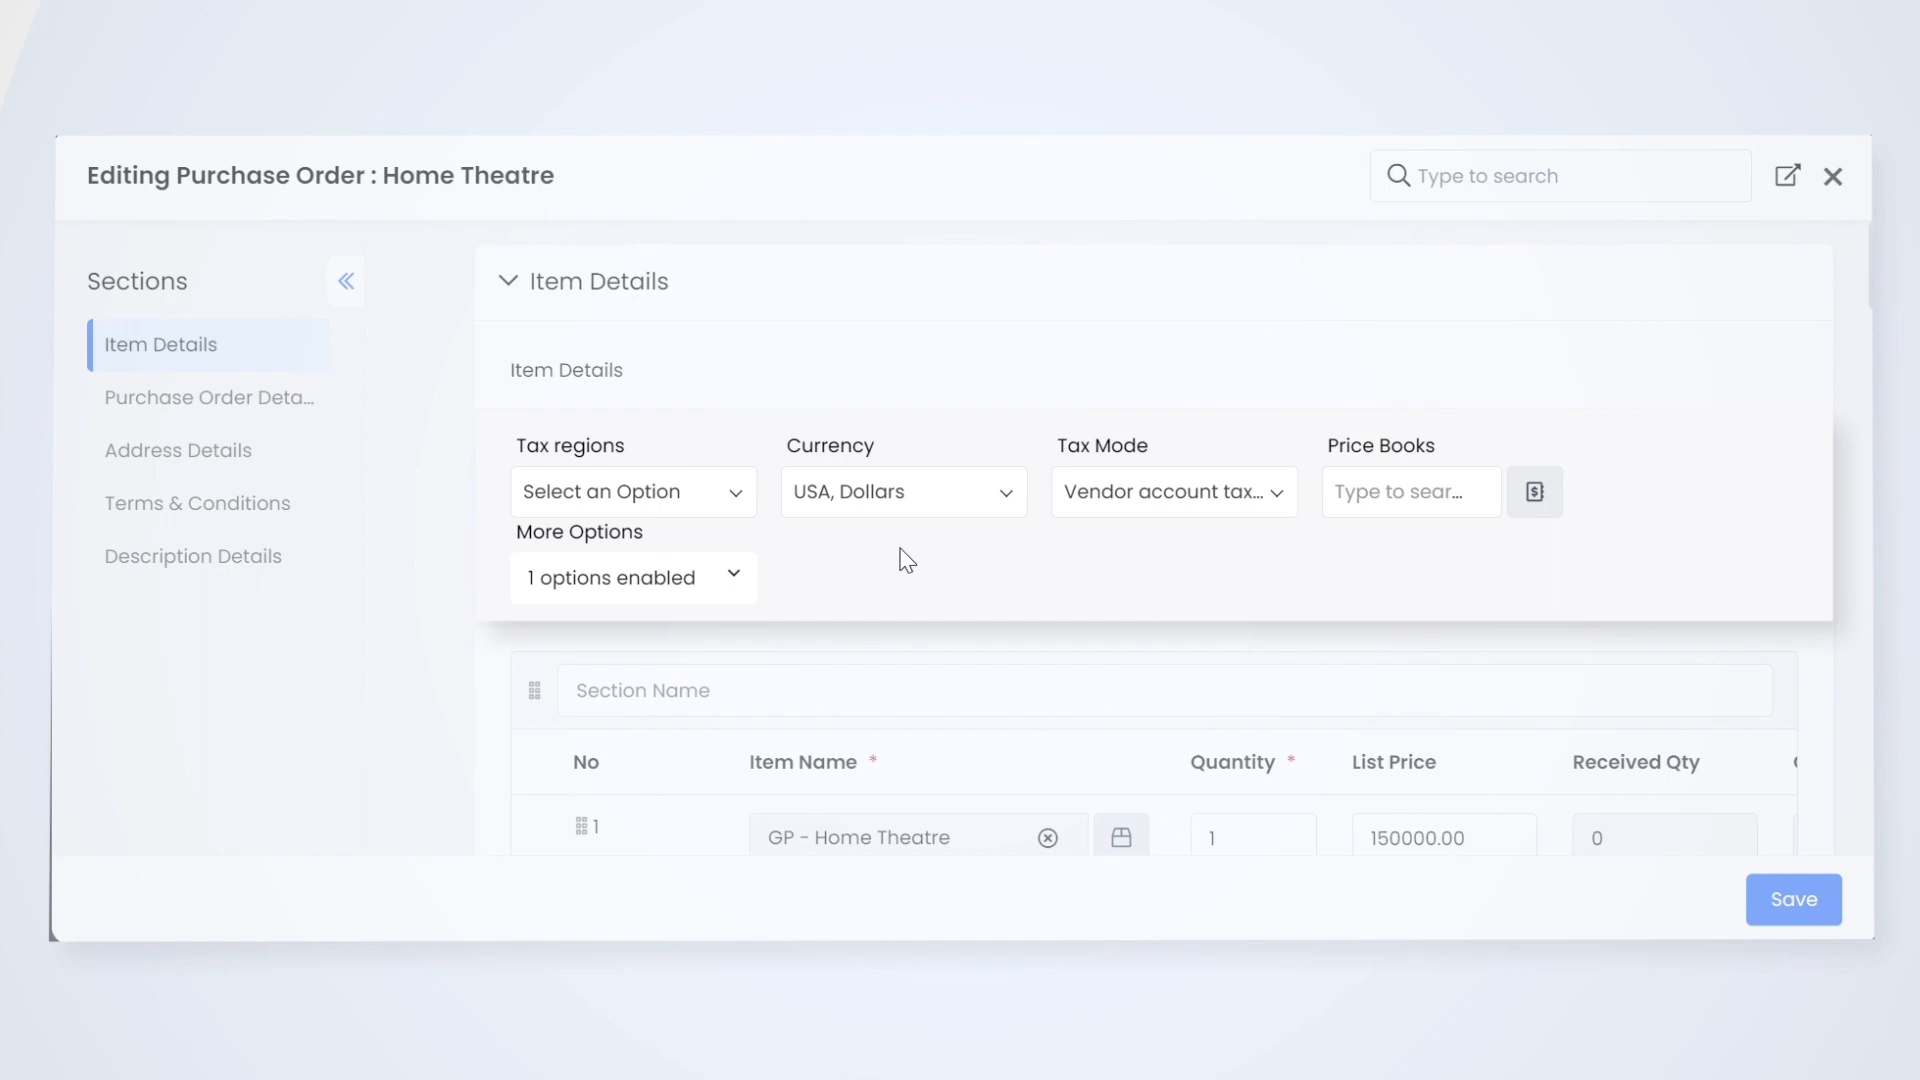 Editing Purchase Order : Home Theatre
Type to search
Sections
Item Details
Purchase Order Deta...
Address Details
Terms & Conditions
Description Details
Item Details
Item Details
Tax regions
Currency
Tax Mode
Price Books
Select an Option
USA, Dollars
Vendor account tax...
Type to sear...
More Options
1 options enabled
Section Name
No
Item Name *
Quantity *
List Price
Received Qty
1
GP - Home Theatre
1
150000.00
0
Save